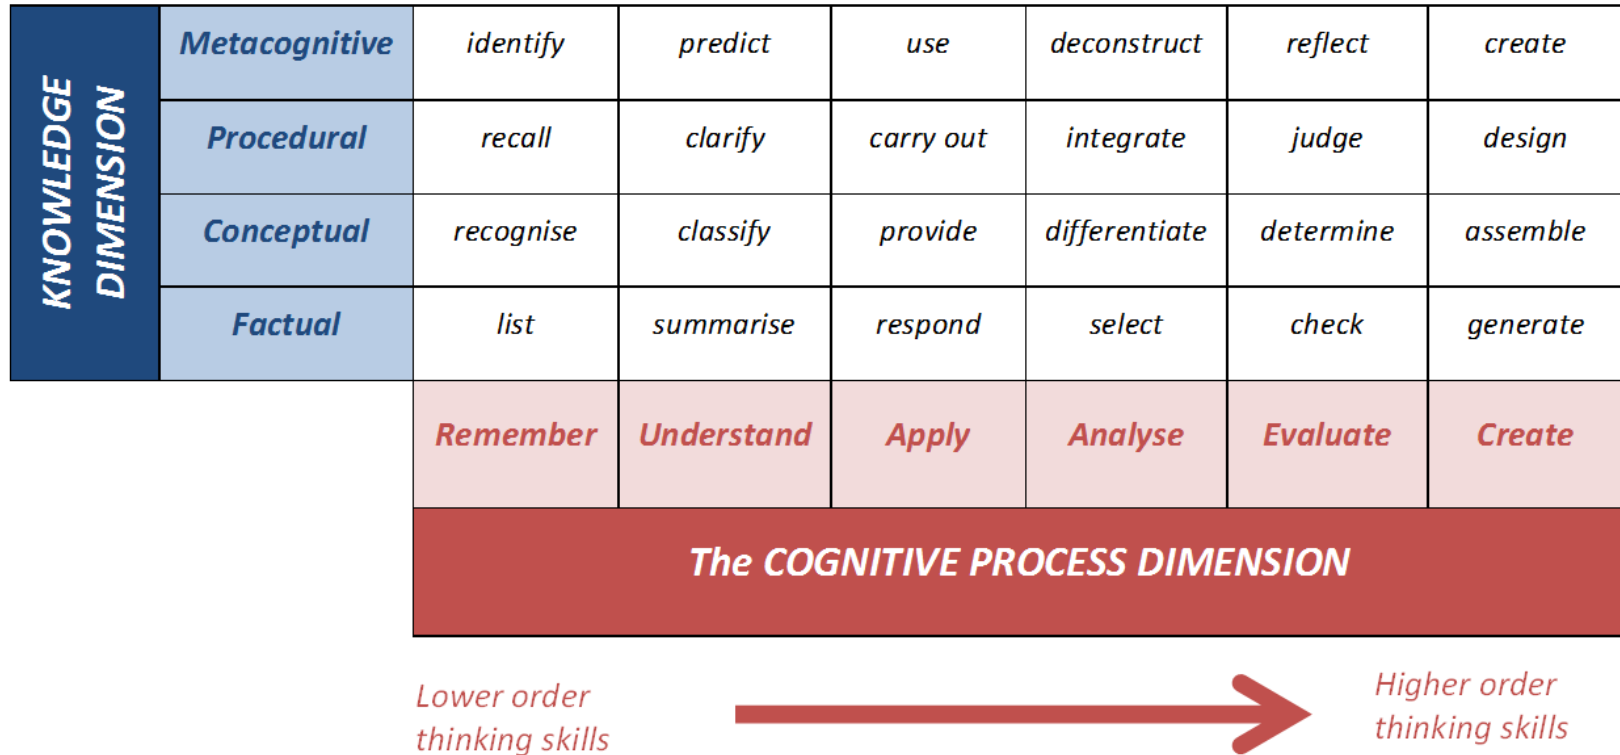 KNOWLEDGE
DIMENSION
Metacognitive identify predict use deconstruct reflect create
Procedural recall clarify carry out integrate judge design
Conceptual recognise classify provide differentiate determine assemble
Factual list summarise respond select check generate
Remember Understand Apply Analyse Evaluate Create
The COGNITIVE PROCESS DIMENSION
Lower order
thinking skills
Higher order
thinking skills